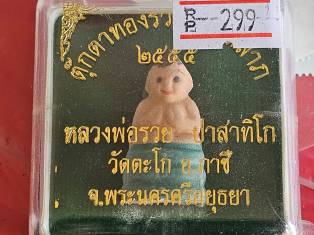 ตุ๊กตาทองรวย
R/P -299-
๒๕๕๕
หลวงพ่อรวย ปาสาทิโก
วัดตะโก อ.ภาชี
จ.พระนครศรีอยุธยา